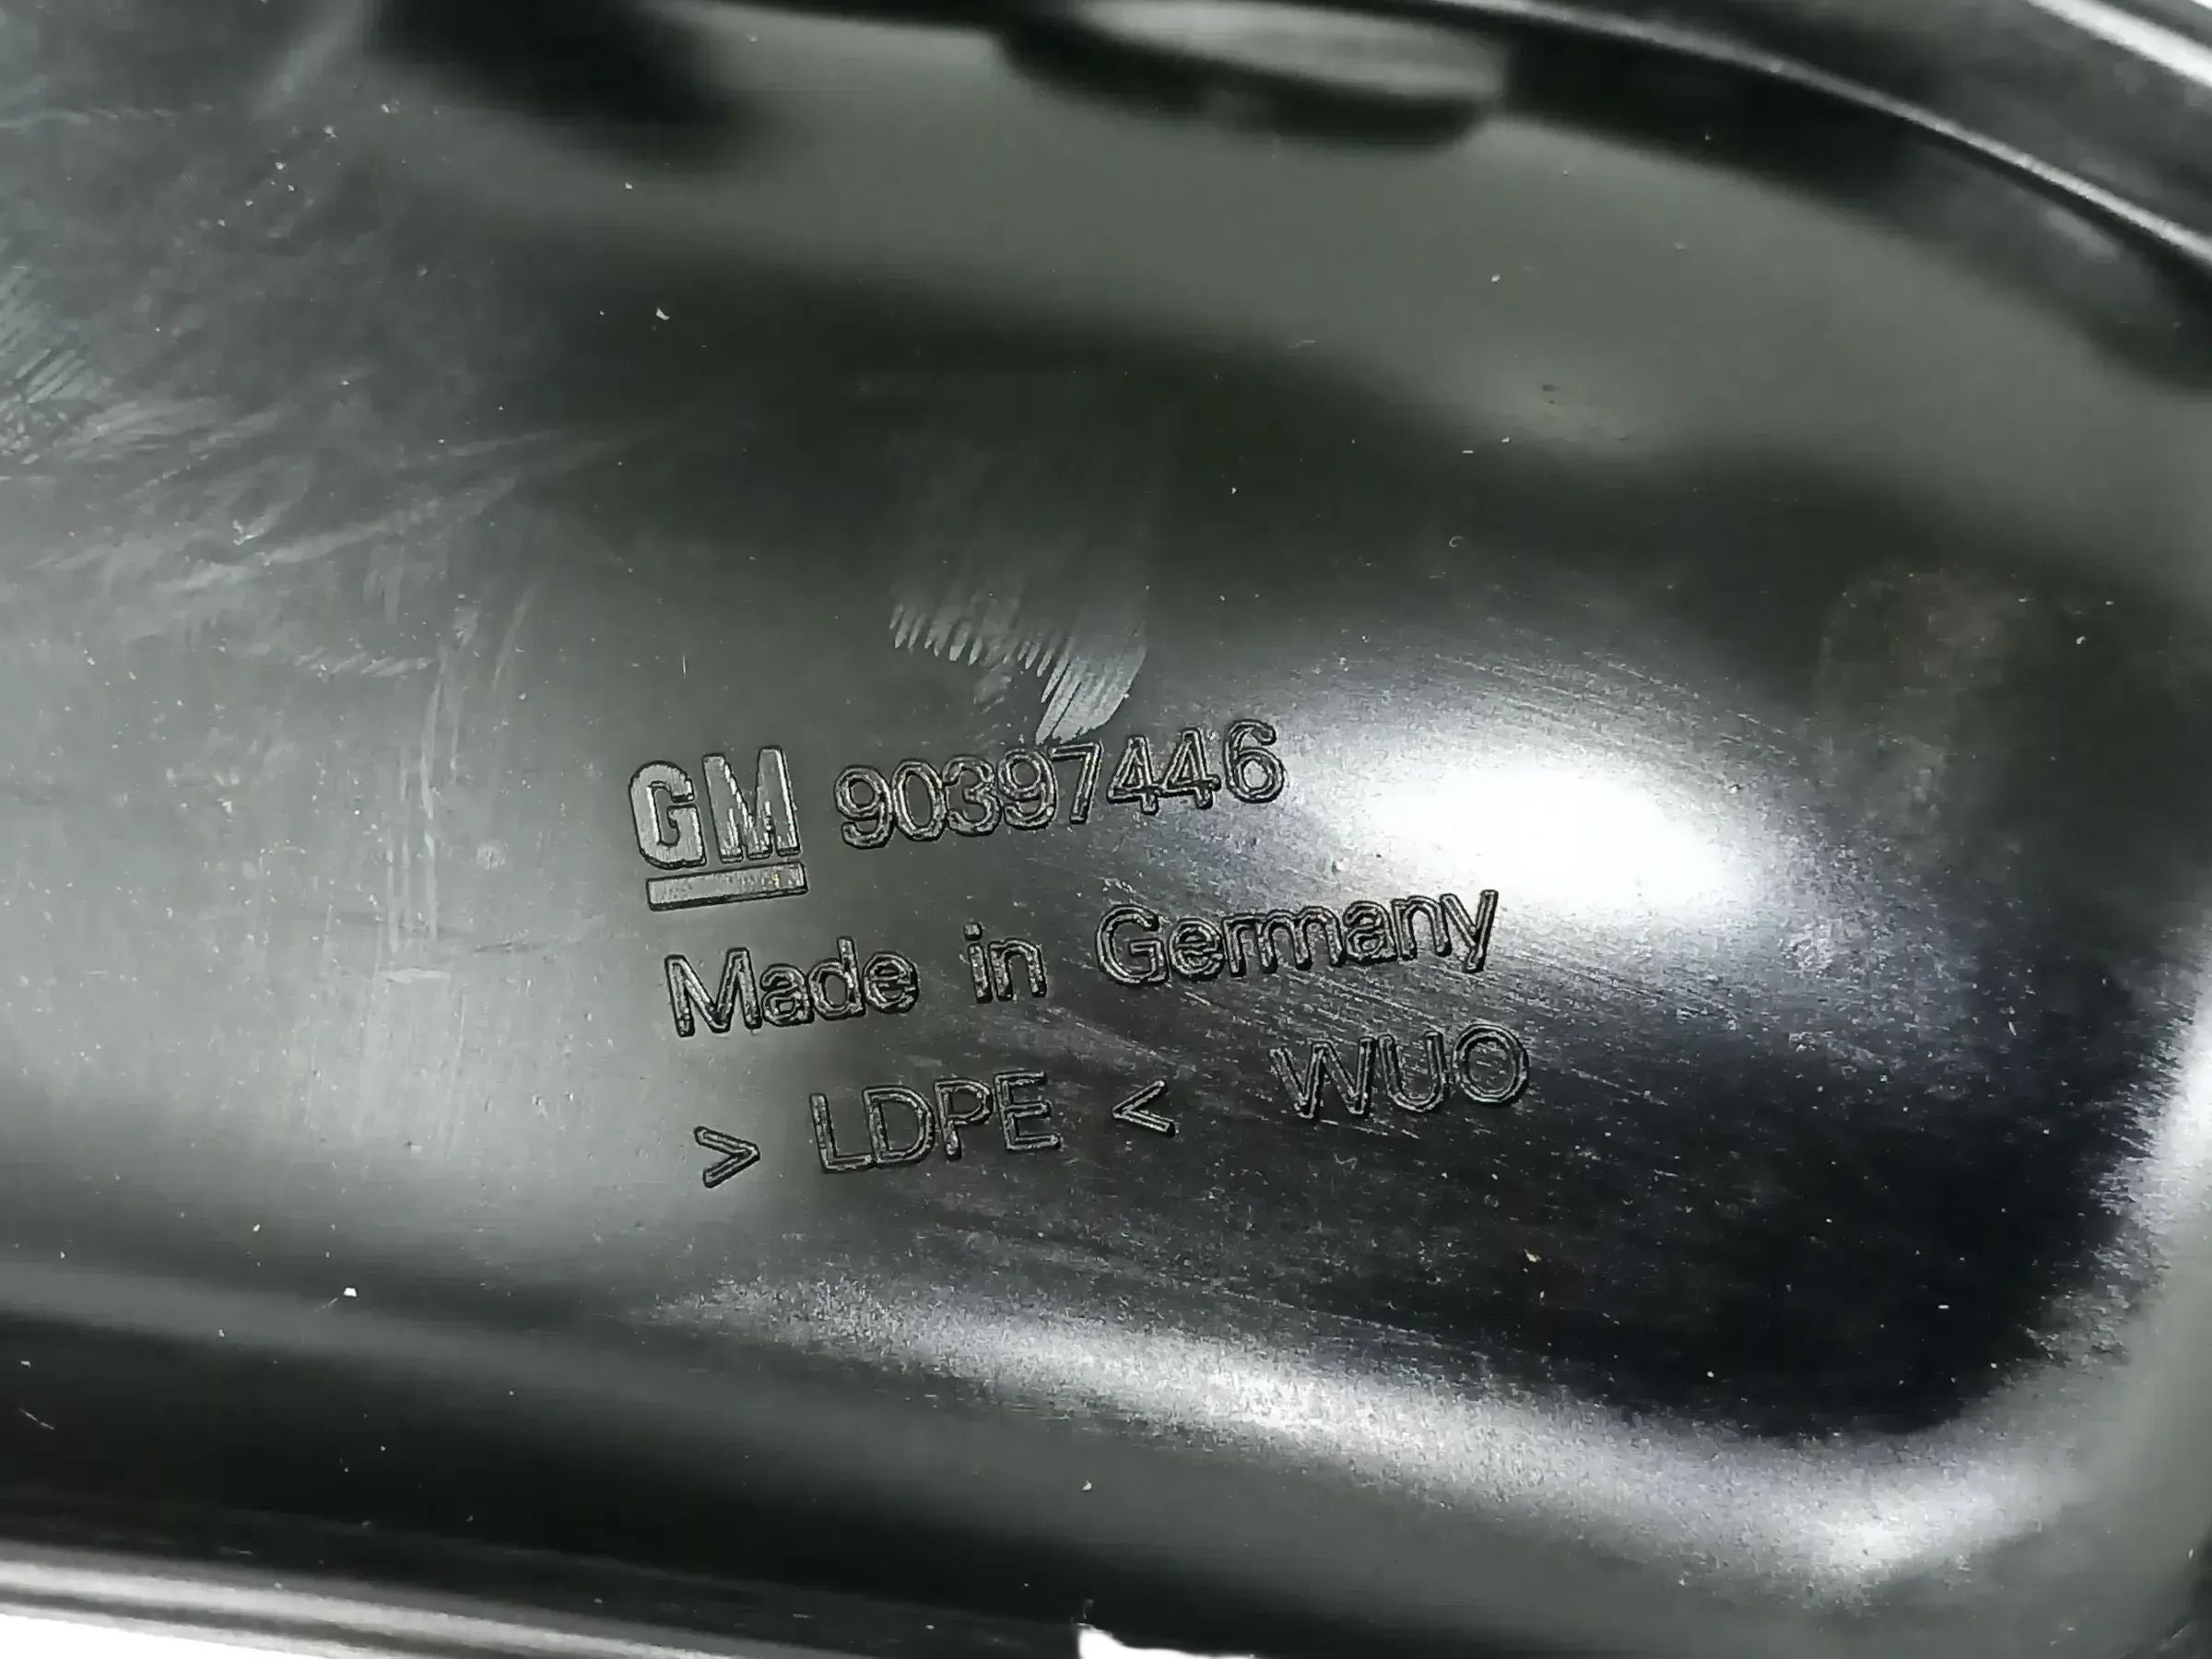 GM 90397446
Made in Germany
> LDPE < WUO